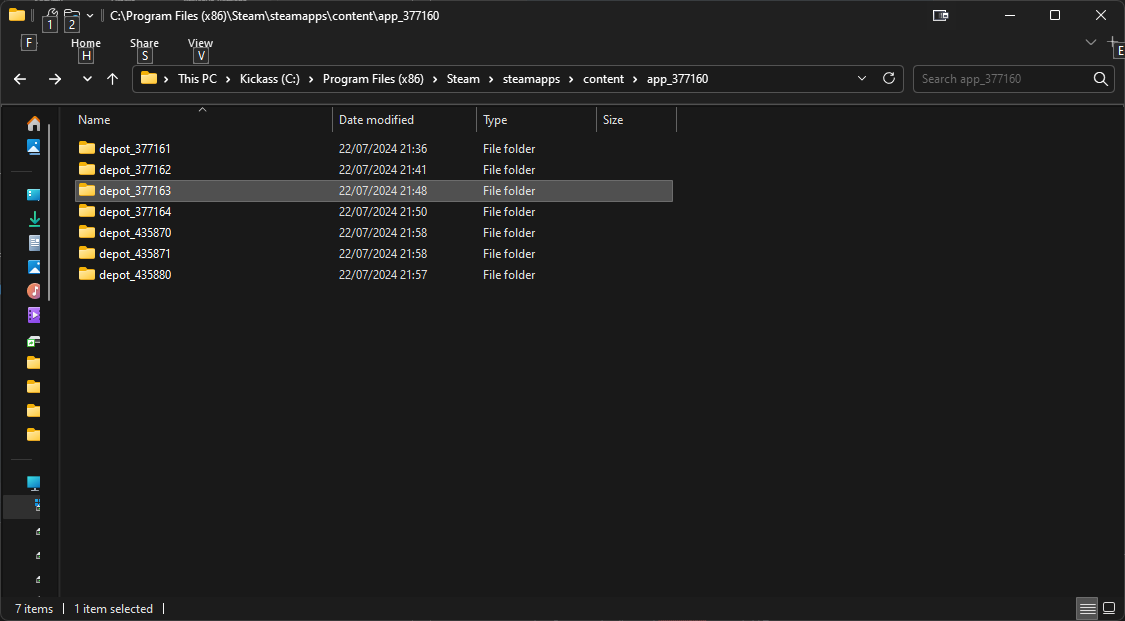 C:\Program Files (x86)\Steam\steamapps\content\app_377160
1 2
F Home Share View
H S V E
This PC Kickass (C:) Program Files (x86) Steam steamapps content app_377160 Search app_377160
Name Date modified Type Size
depot_377161 22/07/2024 21:36 File folder
depot_377162 22/07/2024 21:41 File folder
depot_377163 22/07/2024 21:48 File folder
depot_377164 22/07/2024 21:50 File folder
depot_435870 22/07/2024 21:58 File folder
depot_435871 22/07/2024 21:58 File folder
depot_435880 22/07/2024 21:57 File folder
7 items 1 item selected